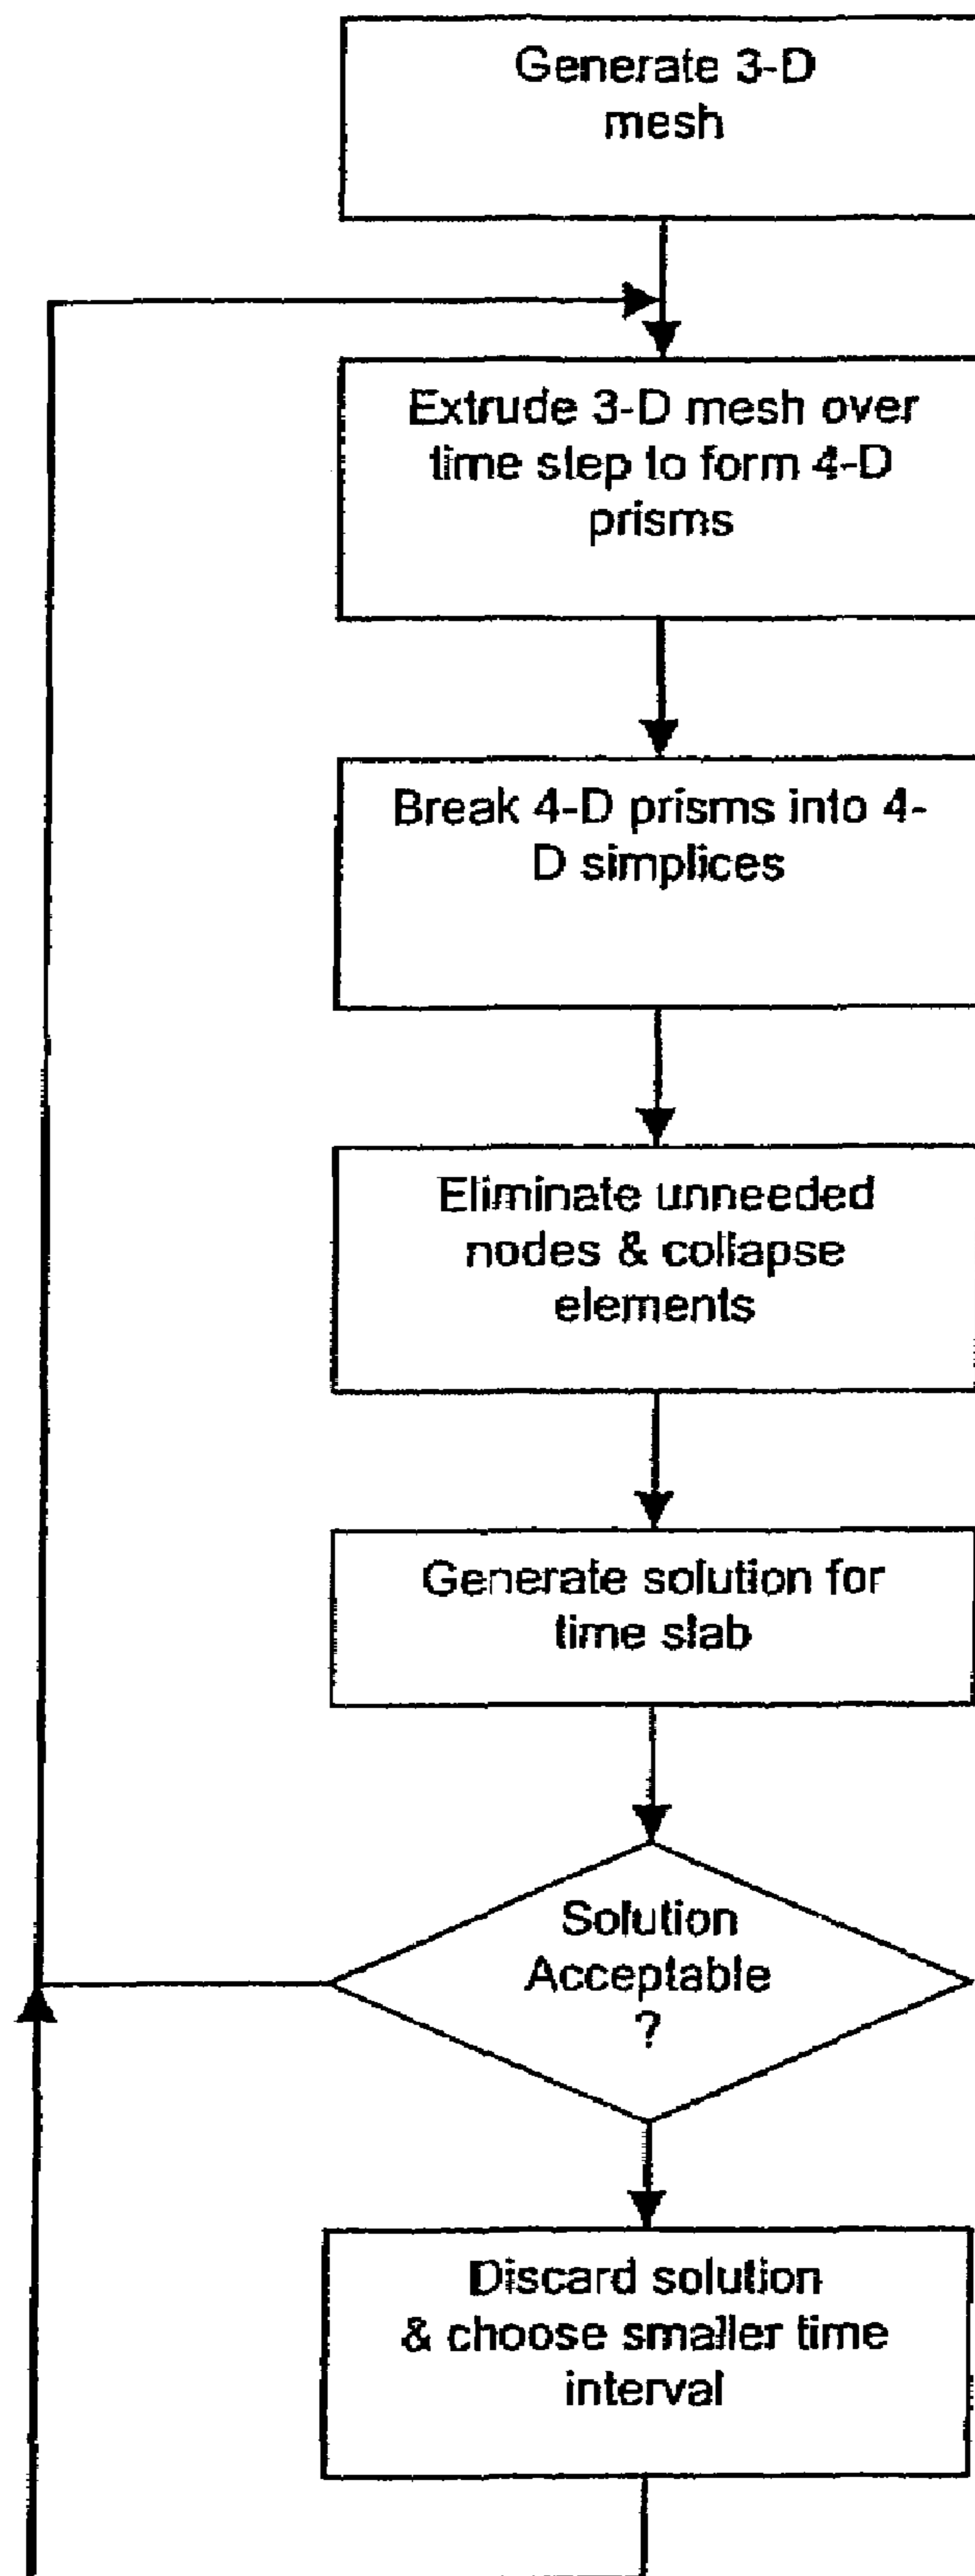 Generate 3-D
mesh
Extrude 3-D mesh over
time step to form 4-D
prisms
Break 4-D prisms into 4-
D simplices
Eliminate unneeded
nodes & collapse
elements
Generate solution for
time slab
Solution
Acceptable
?
Discard solution
& choose smaller time
interval